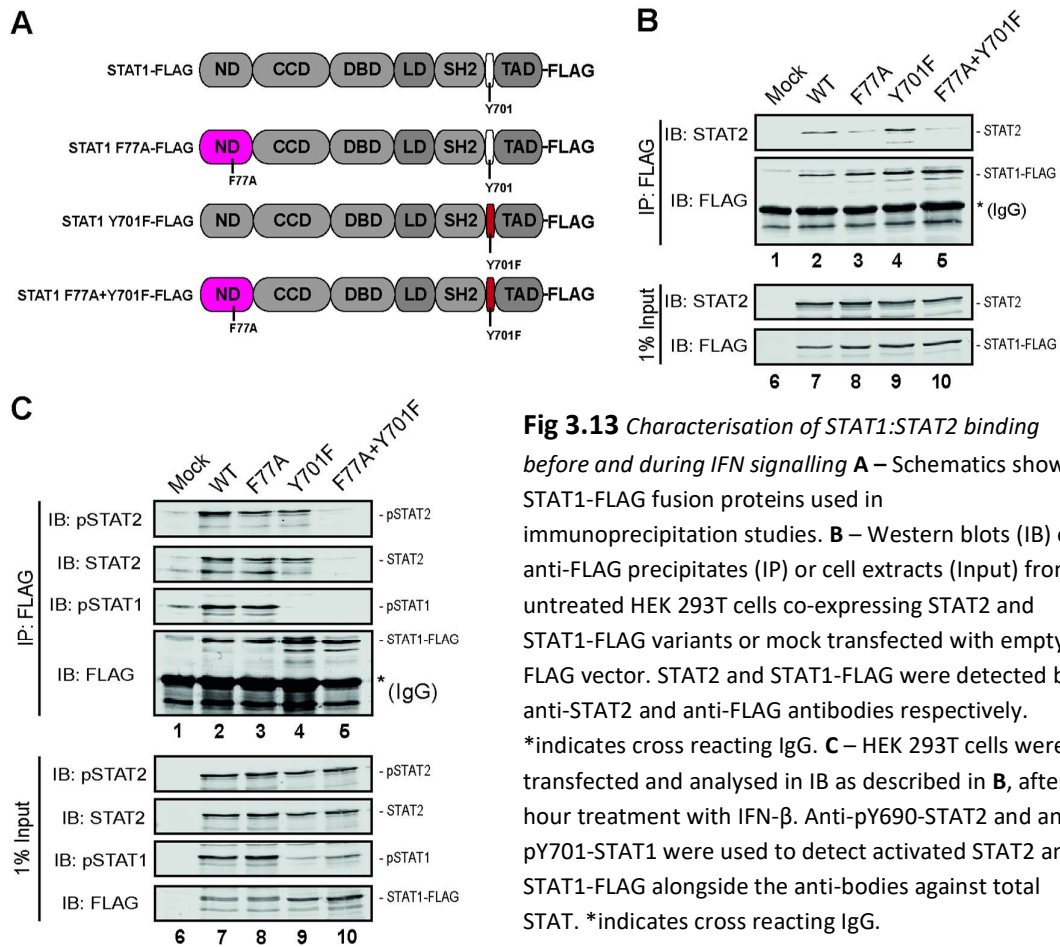 A
STAT1-FLAG
ND CCD DBD LD SH2 TAD -FLAG
Y701
STAT1 F77A-FLAG
ND CCD DBD LD SH2 TAD -FLAG
F77A Y701
STAT1 Y701F-FLAG
ND CCD DBD LD SH2 TAD -FLAG
Y701F
STAT1 F77A+Y701F-FLAG
ND CCD DBD LD SH2 TAD -FLAG
F77A Y701F
B
Mock WT F77A Y701F F77A+Y701F
IP: FLAG
IB: STAT2 - STAT2
IB: FLAG - STAT1-FLAG
* (IgG)
1 2 3 4 5
1% Input
IB: STAT2 - STAT2
IB: FLAG - STAT1-FLAG
6 7 8 9 10
C
Mock WT F77A Y701F F77A+Y701F
IP: FLAG
IB: pSTAT2 - pSTAT2
IB: STAT2 - STAT2
IB: pSTAT1 - pSTAT1
IB: FLAG - STAT1-FLAG
* (IgG)
1 2 3 4 5
1% Input
IB: pSTAT2 - pSTAT2
IB: STAT2 - STAT2
IB: pSTAT1 - pSTAT1
IB: FLAG - STAT1-FLAG
6 7 8 9 10
Fig 3.13 Characterisation of STAT1:STAT2 binding
before and during IFN signalling A – Schematics show
STAT1-FLAG fusion proteins used in
immunoprecipitation studies. B – Western blots (IB)
anti-FLAG precipitates (IP) or cell extracts (Input)
untreated HEK 293T cells co-expressing STAT2 and
STAT1-FLAG variants or mock transfected with empty
FLAG vector. STAT2 and STAT1-FLAG were detected
anti-STAT2 and anti-FLAG antibodies respectively.
*indicates cross reacting IgG. C – HEK 293T cells were
transfected and analysed in IB as described in B, after
hour treatment with IFN-β. Anti-pY690-STAT2 and
pY701-STAT1 were used to detect activated STAT2
STAT1-FLAG alongside the anti-bodies against total
STAT. *indicates cross reacting IgG.